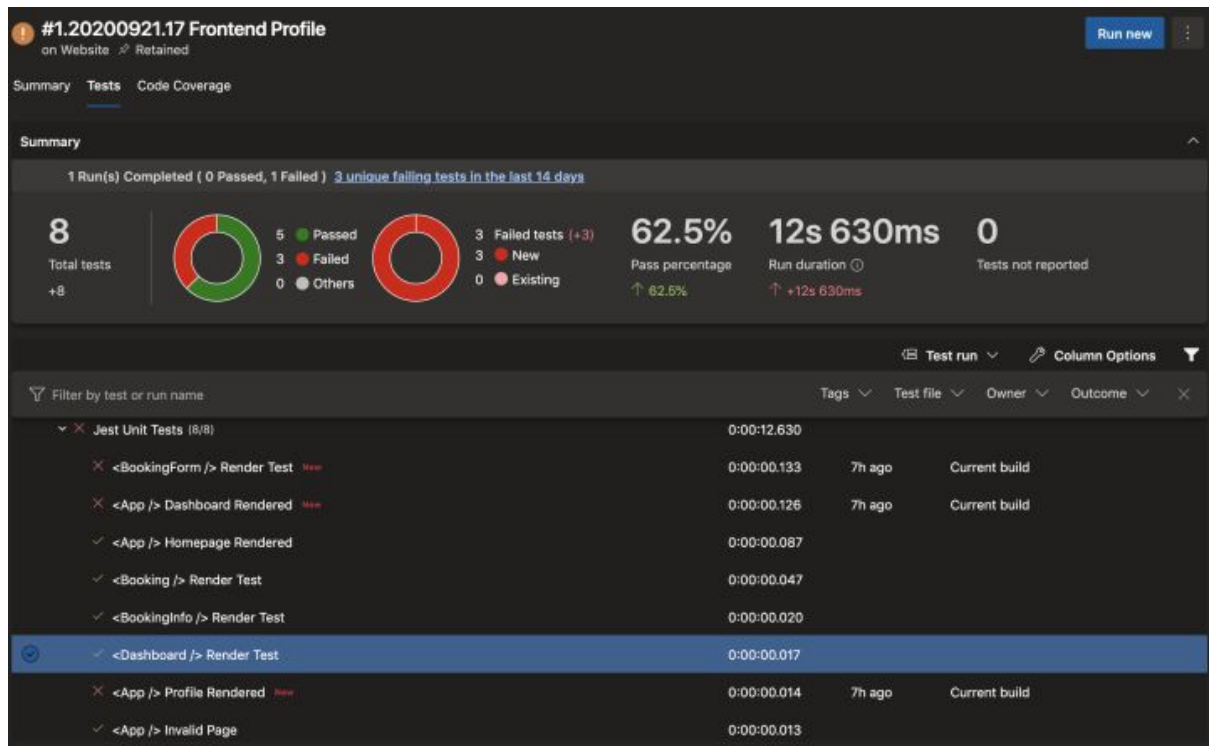 #1.20200921.17 Frontend Profile
on Website Retained
Run new
Summary Tests Code Coverage
Summary
1 Run(s) Completed ( 0 Passed, 1 Failed ) 3 unique failing tests in the last 14 days
8
Total tests
+8
5 Passed
3 Failed
0 Others
3 Failed tests (+3)
3 New
0 Existing
62.5%
Pass percentage
↑ 62.5%
12s 630ms
Run duration
↑ +12s 630ms
0
Tests not reported
Test run Column Options
Filter by test or run name Tags Test file Owner Outcome
Jest Unit Tests (8/8) 0:00:12.630
<BookingForm /> Render Test New 0:00:00.133 7h ago Current build
<App /> Dashboard Rendered New 0:00:00.126 7h ago Current build
<App /> Homepage Rendered 0:00:00.087
<Booking /> Render Test 0:00:00.047
<BookingInfo /> Render Test 0:00:00.020
<Dashboard /> Render Test 0:00:00.017
<App /> Profile Rendered New 0:00:00.014 7h ago Current build
<App /> Invalid Page 0:00:00.013